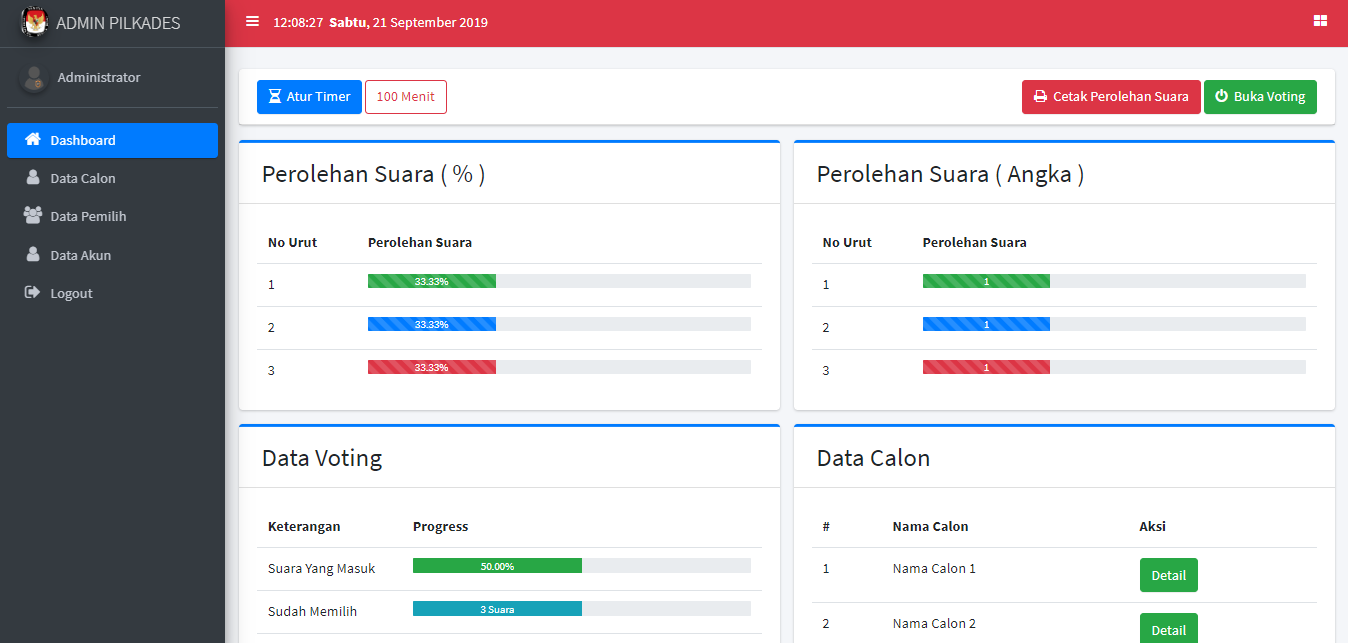 ADMIN PILKADES
12:08:27 Sabtu, 21 September 2019
Administrator
Dashboard
Data Calon
Data Pemilih
Data Akun
Logout
Atur Timer
100 Menit
Cetak Perolehan Suara
Buka Voting
Perolehan Suara ( % )
No Urut Perolehan Suara
1 33.33%
2 33.33%
3 33.33%
Perolehan Suara ( Angka )
No Urut Perolehan Suara
1 1
2 1
3 1
Data Voting
Keterangan Progress
Suara Yang Masuk 50.00%
Sudah Memilih 3 Suara
Data Calon
# Nama Calon Aksi
1 Nama Calon 1 Detail
2 Nama Calon 2 Detail